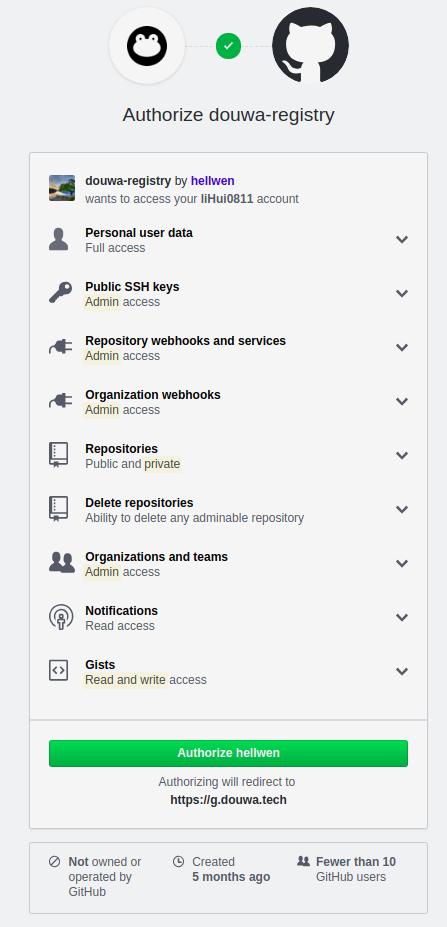 Authorize douwa-registry
douwa-registry by hellwen
wants to access your liHui0811 account
Personal user data
Full access
Public SSH keys
Admin access
Repository webhooks and services
Admin access
Organization webhooks
Admin access
Repositories
Public and private
Delete repositories
Ability to delete any adminable repository
Organizations and teams
Admin access
Notifications
Read access
Gists
Read and write access
Authorize hellwen
Authorizing will redirect to
https://g.douwa.tech
Not owned or
operated by
GitHub
Created
5 months ago
Fewer than 10
GitHub users